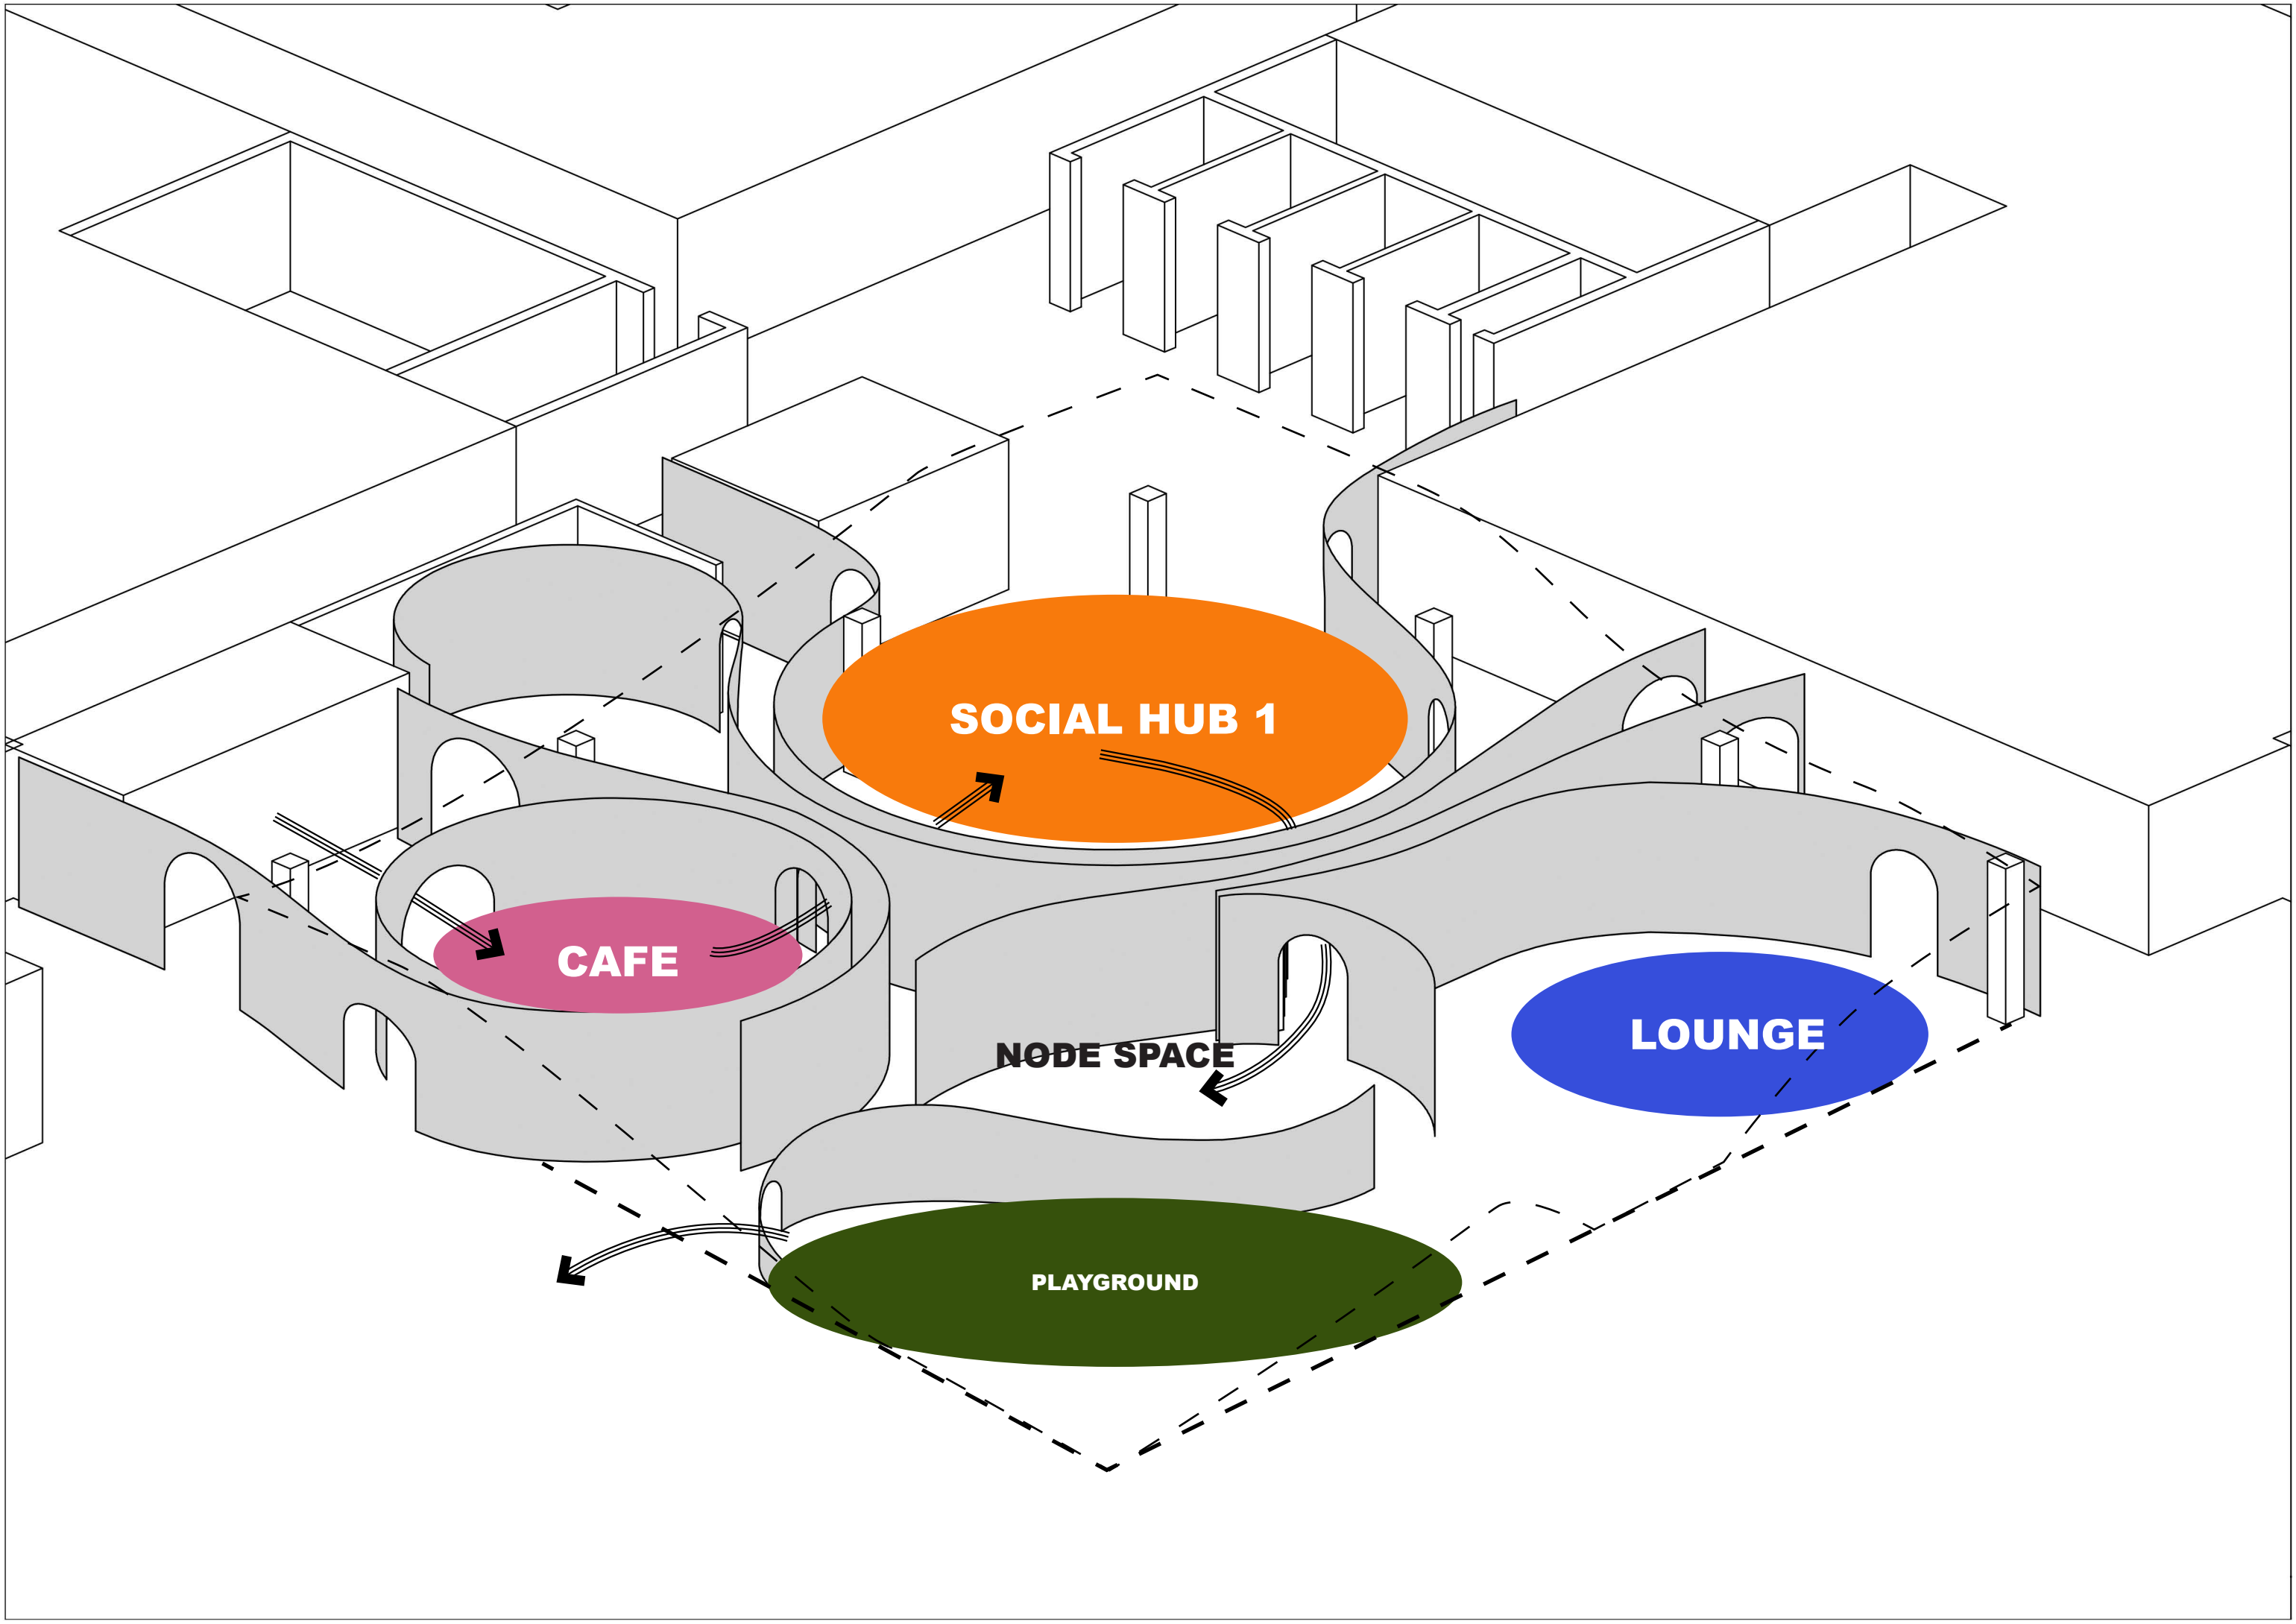 SOCIAL HUB 1
CAFE
LOUNGE
NODE SPACE
PLAYGROUND